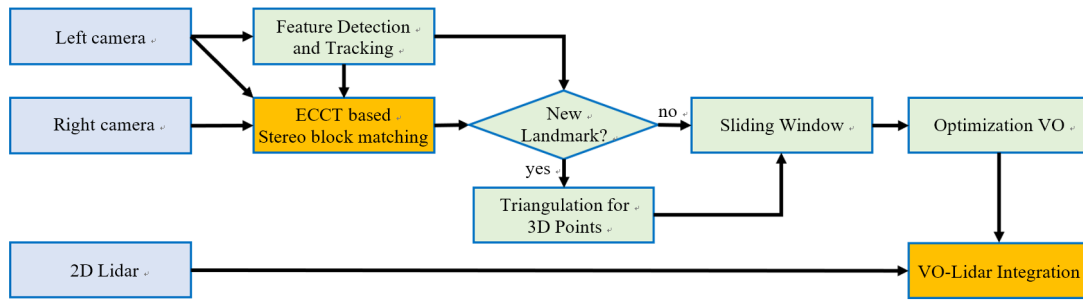 Left camera
Feature Detection
and Tracking
Right camera
ECCT based
Stereo block matching
New
Landmark?
no
Sliding Window
Optimization VO
yes
Triangulation for
3D Points
2D Lidar
VO-Lidar Integration